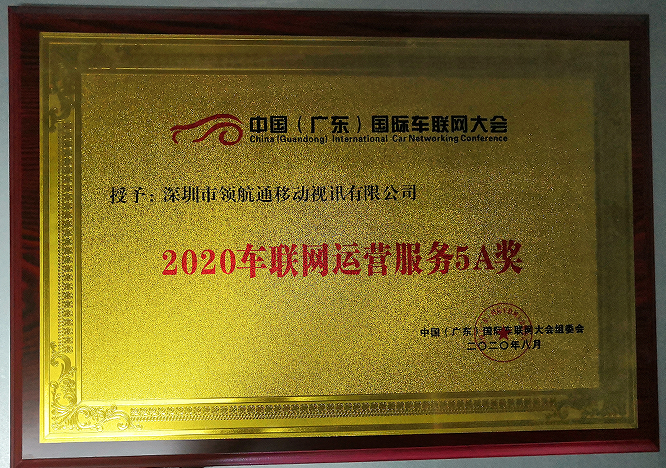 中国（广东）国际车联网大会
China (Guandong) International Car Networking Conference
授予：深圳市领航通移动视讯有限公司
2020车联网运营服务5A奖
中国（广东）国际车联网大会组委会
二〇二〇年八月